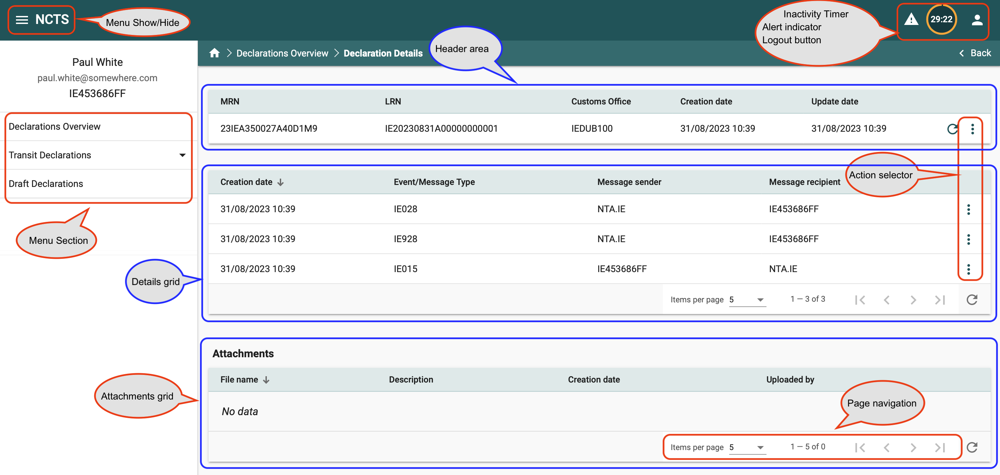 NCTS
Menu Show/Hide
Inactivity Timer
Alert indicator
Logout button
29:22
Declarations Overview
Declaration Details
Header area
Back
Paul White
paul.white@somewhere.com
IE453686FF
Declarations Overview
Transit Declarations
Draft Declarations
Menu Section
MRN LRN Customs Office Creation date Update date
23IEA350027A40D1M9 IE20230831A00000000001 IEDUB100 31/08/2023 10:39 31/08/2023 10:39
Action selector
Creation date Event/Message Type Message sender Message recipient
31/08/2023 10:39 IE028 NTA.IE IE453686FF
31/08/2023 10:39 IE928 NTA.IE IE453686FF
31/08/2023 10:39 IE015 IE453686FF NTA.IE
Details grid
Items per page 5 1 – 3 of 3
Attachments
File name Description Creation date Uploaded by
Attachments grid
No data
Page navigation
Items per page 5 1 – 5 of 0